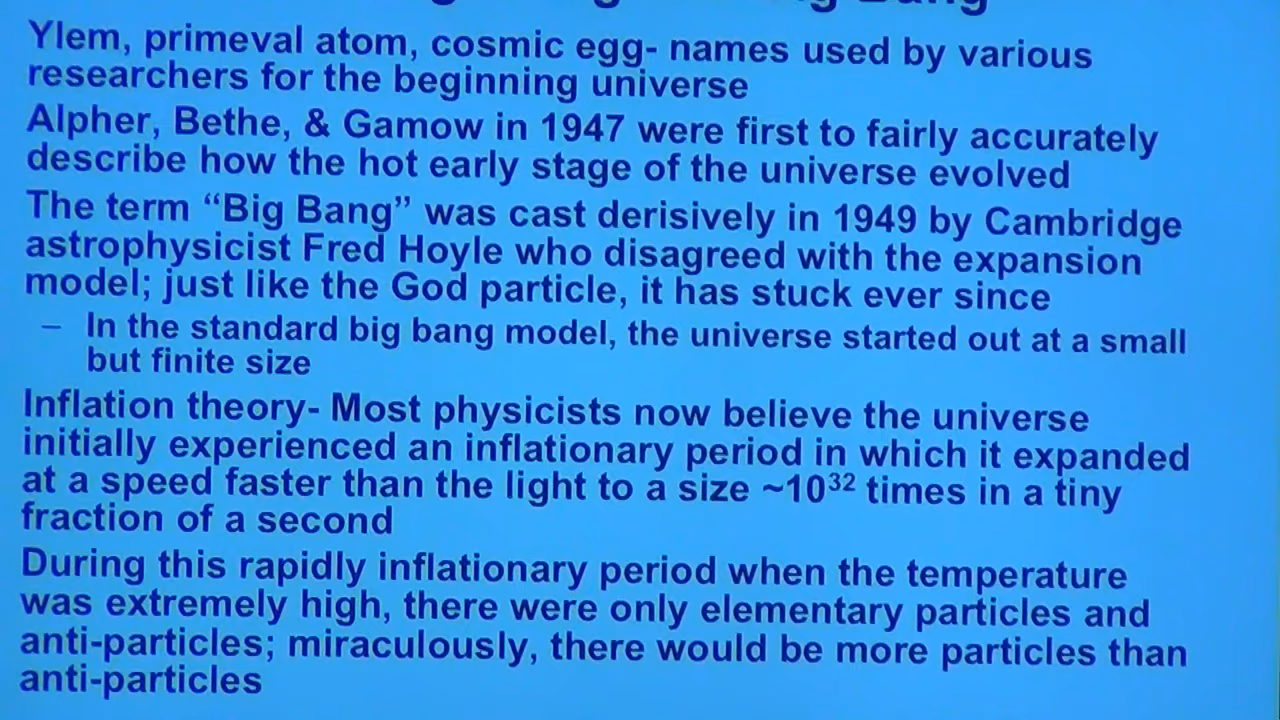 Bang
Ylem, primeval atom, cosmic egg- names used by various
researchers for the beginning universe
Alpher, Bethe, & Gamow in 1947 were first to fairly accurately
describe how the hot early stage of the universe evolved
The term “Big Bang” was cast derisively in 1949 by Cambridge
astrophysicist Fred Hoyle who disagreed with the expansion
model; just like the God particle, it has stuck ever since
– In the standard big bang model, the universe started out at a small
but finite size
Inflation theory- Most physicists now believe the universe
initially experienced an inflationary period in which it expanded
at a speed faster than the light to a size ~10³² times in a tiny
fraction of a second
During this rapidly inflationary period when the temperature
was extremely high, there were only elementary particles and
anti-particles; miraculously, there would be more particles than
anti-particles